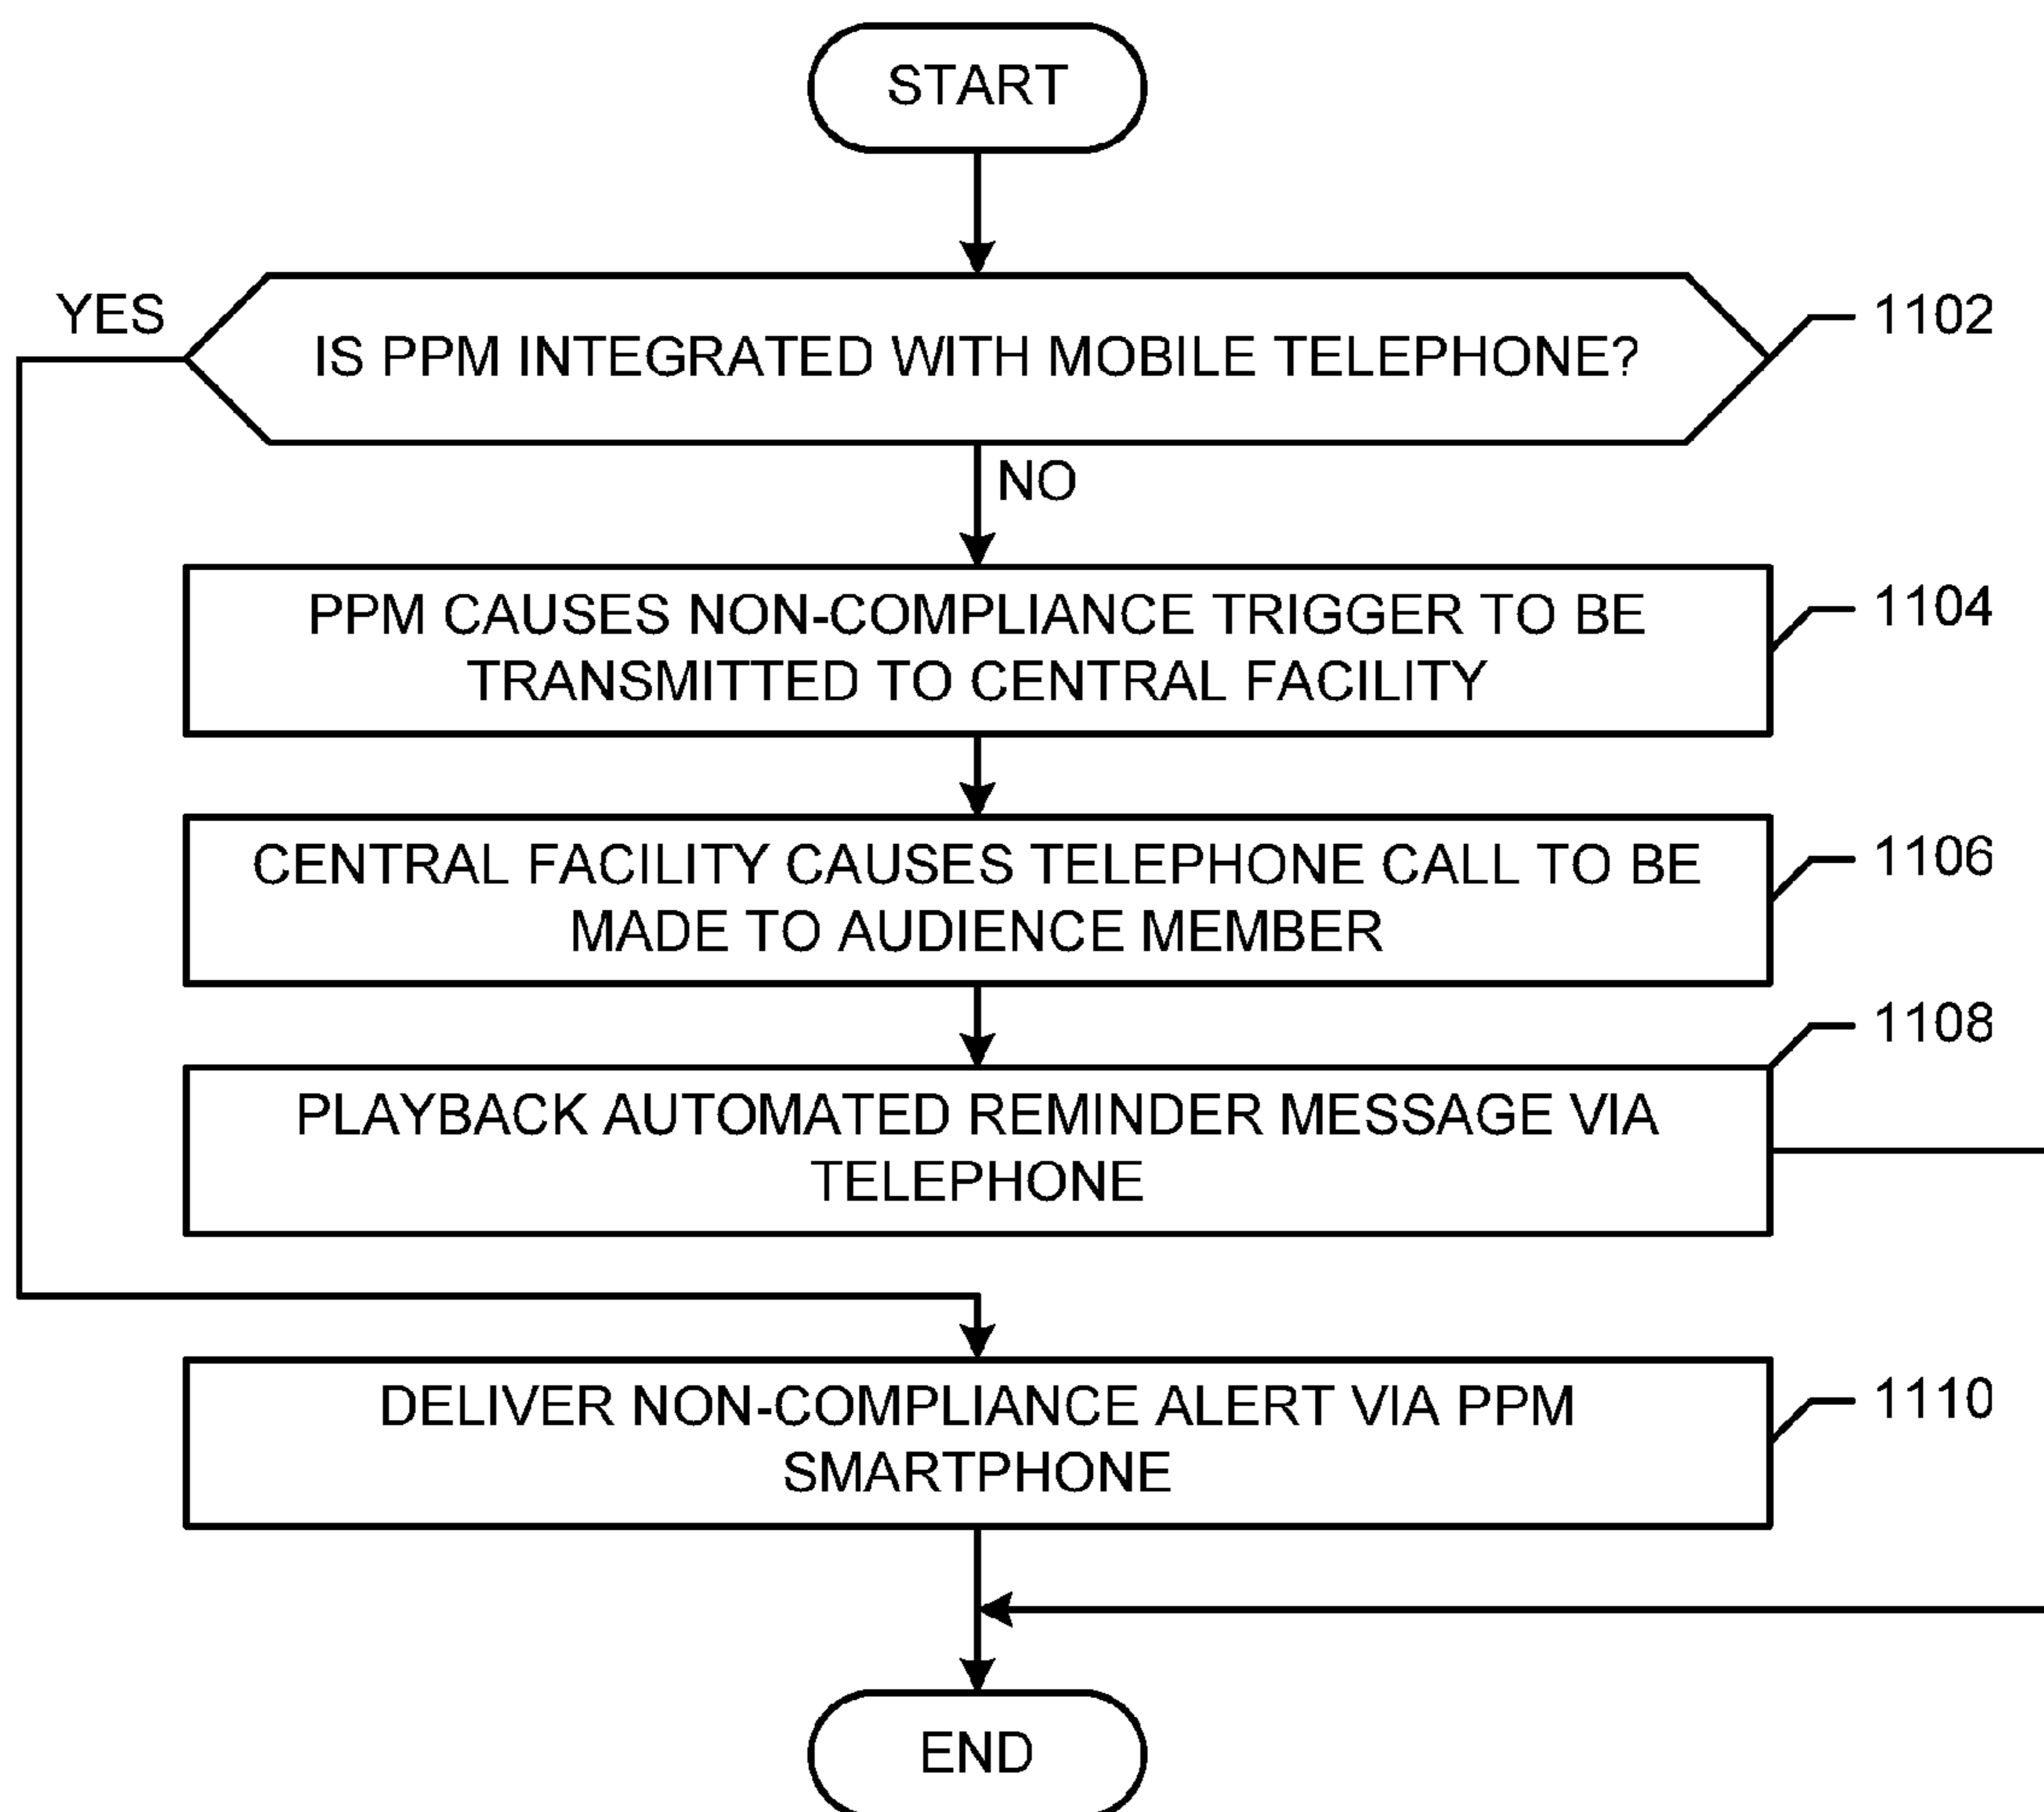 START
YES
IS PPM INTEGRATED WITH MOBILE TELEPHONE?
1102
NO
PPM CAUSES NON-COMPLIANCE TRIGGER TO BE
TRANSMITTED TO CENTRAL FACILITY
1104
CENTRAL FACILITY CAUSES TELEPHONE CALL TO BE
MADE TO AUDIENCE MEMBER
1106
PLAYBACK AUTOMATED REMINDER MESSAGE VIA
TELEPHONE
1108
DELIVER NON-COMPLIANCE ALERT VIA PPM
SMARTPHONE
1110
END